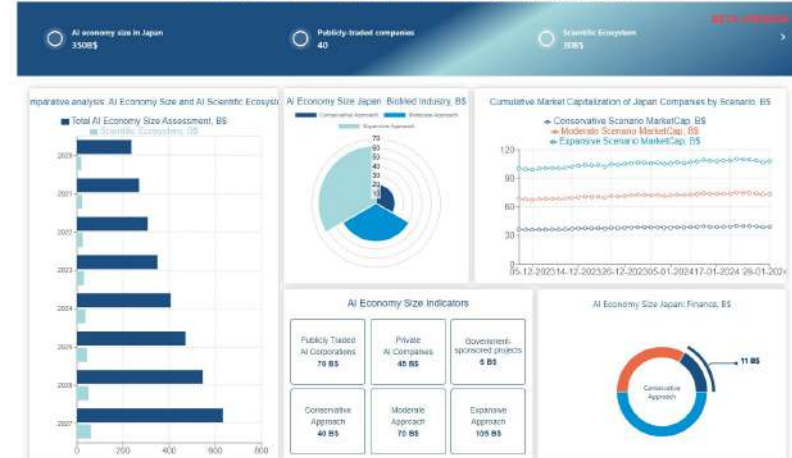 BETA VERSION
AI economy size in Japan
350B$
Publicly-traded companies
40
Scientific Ecosystem
30B$
mparative analysis: AI Economy Size and AI Scientific Ecosyste
Total AI Economy Size Assessment, B$
Scientific Ecosystem, B$
2020
2021
2022
2023
2024
2025
2026
2027
0 200 400 600 800
AI Economy Size Japan: BioMed Industry, B$
Conservative Approach Moderate Approach
Expansive Approach
70
60
50
40
30
20
10
Cumulative Market Capitalization of Japan Companies by Scenario, B$
Conservative Scenario MarketCap, B$
Moderate Scenario MarketCap, B$
Expansive Scenario MarketCap, B$
120
90
60
30
0
05-12-2023 14-12-2023 26-12-2023 05-01-2024 17-01-2024 26-01-2024
AI Economy Size Indicators
Publicly Traded
AI Corporations
70 B$
Private
AI Companies
45 B$
Government-
sponsored projects
6 B$
Conservative
Approach
40 B$
Moderate
Approach
70 B$
Expansive
Approach
105 B$
AI Economy Size Japan: Finance, B$
11 B$
Conservative
Approach